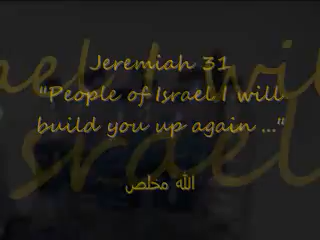 Jeremiah 31
"People of Israel I will
build you up again ..."
الله مخلص